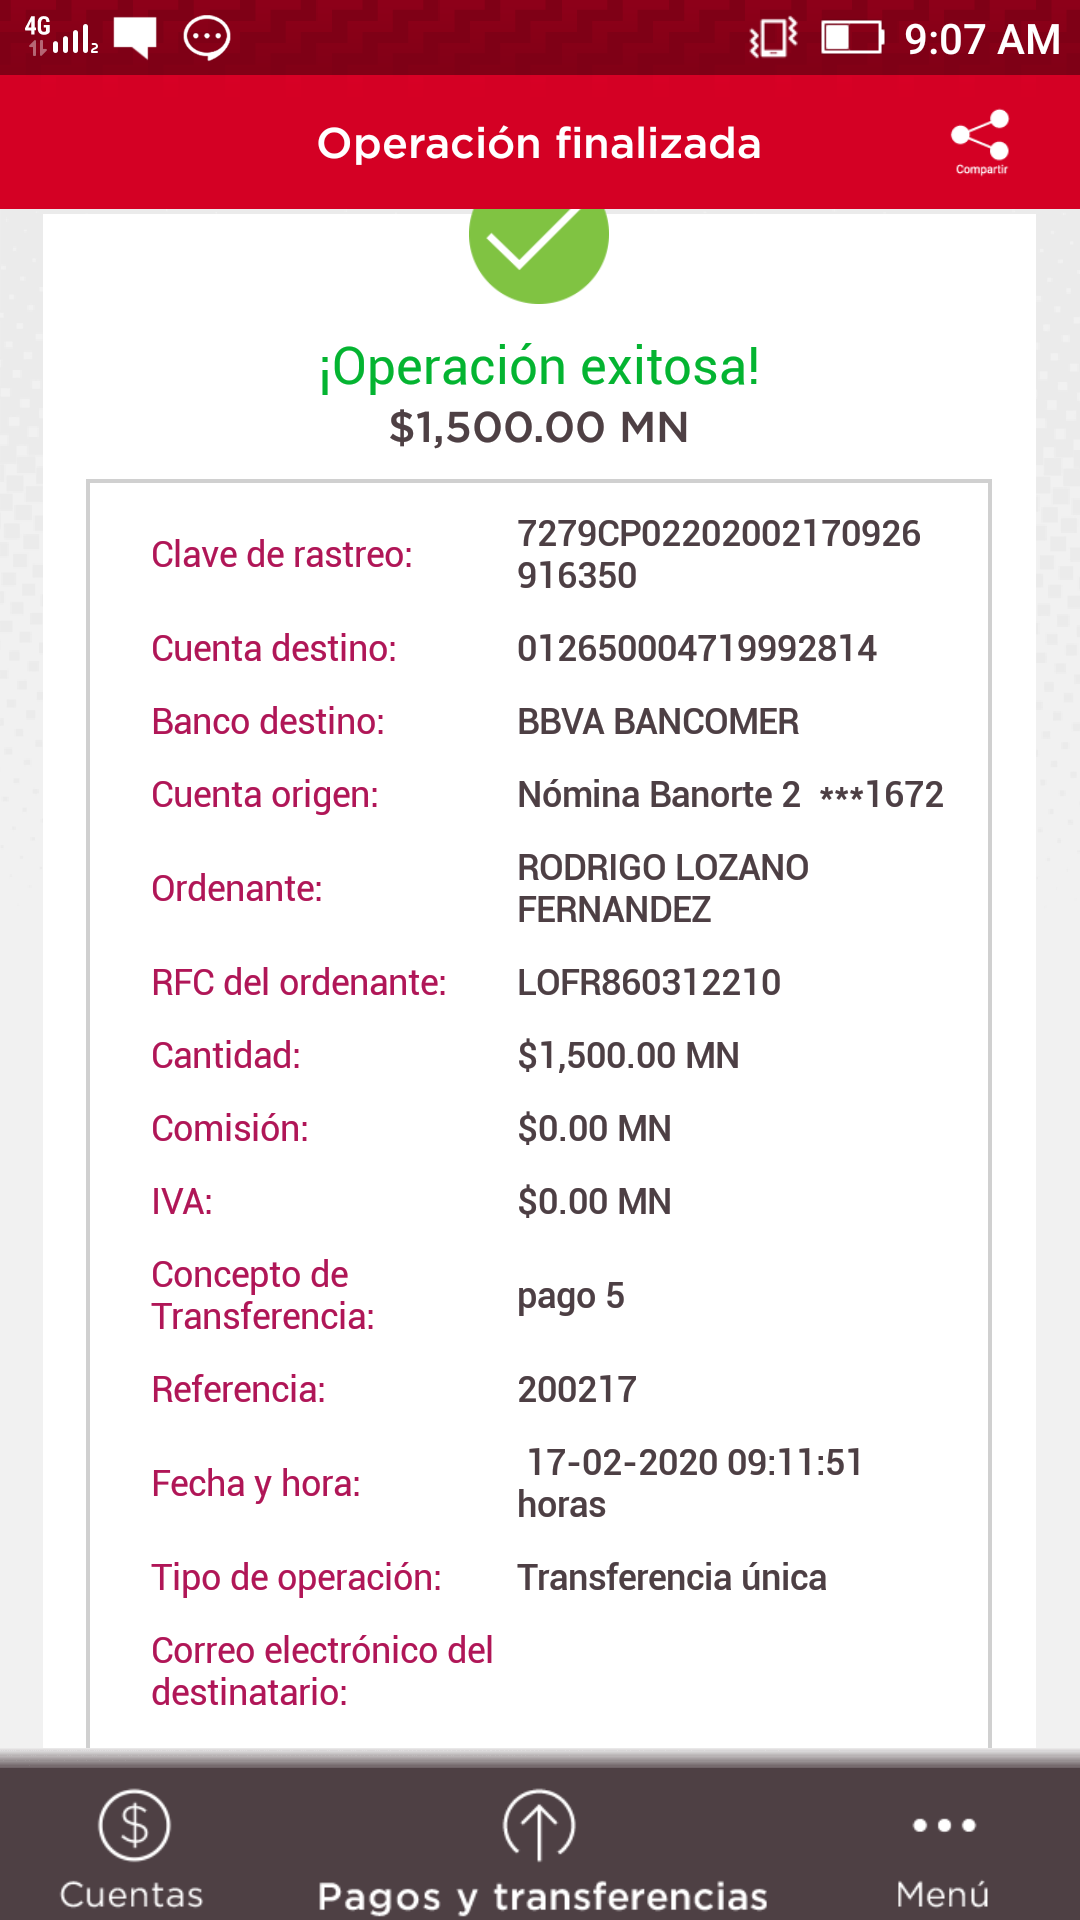 4G
2
9:07 AM
Operación finalizada
Compartir
¡Operación exitosa!
$1,500.00 MN
Clave de rastreo:
7279CP02202002170926
916350
Cuenta destino:
012650004719992814
Banco destino:
BBVA BANCOMER
Cuenta origen:
Nómina Banorte 2 ***1672
Ordenante:
RODRIGO LOZANO
FERNANDEZ
RFC del ordenante:
LOFR860312210
Cantidad:
$1,500.00 MN
Comisión:
$0.00 MN
IVA:
$0.00 MN
Concepto de
Transferencia:
pago 5
Referencia:
200217
Fecha y hora:
17-02-2020 09:11:51
horas
Tipo de operación:
Transferencia única
Correo electrónico del
destinatario:
Cuentas
Pagos y transferencias
Menú